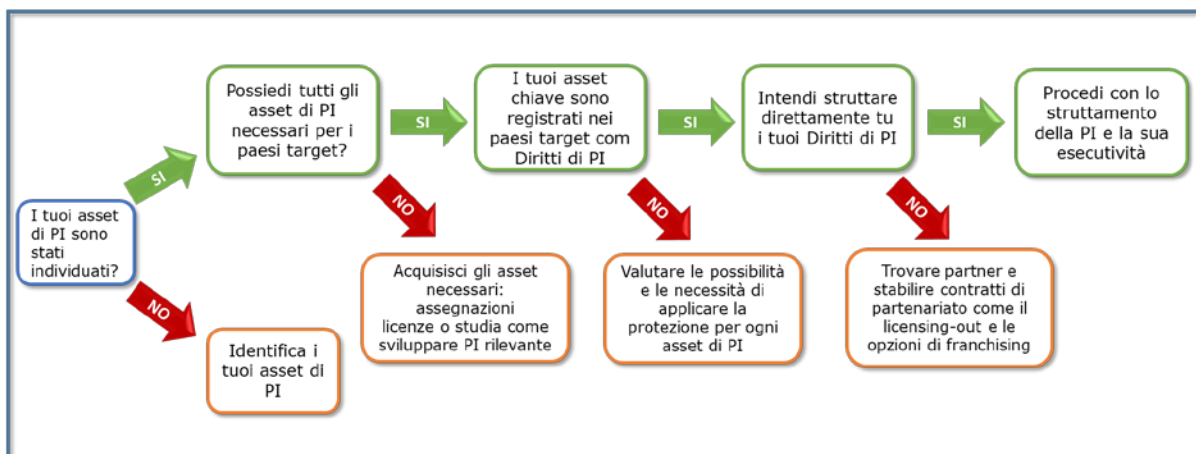 Possiedi tutti gli
asset di PI
necessari per i
paesi target?
SI
I tuoi asset
chiave sono
registrati nei
paesi target com
Diritti di PI
SI
Intendi struttare
direttamente tu
i tuoi Diritti di PI
SI
Procedi con lo
struttamento
della PI e la sua
esecutività
SI
I tuoi asset
di PI sono
stati
individuati?
NO
NO
NO
NO
Identifica i
tuoi asset di
PI
Acquisisci gli asset
necessari:
assegnazioni
licenze o studia come
sviluppare PI rilevante
Valutare le possibilità
e le necessità di
applicare la
protezione per ogni
asset di PI
Trovare partner e
stabilire contratti di
partenariato come il
licensing-out e le
opzioni di franchising